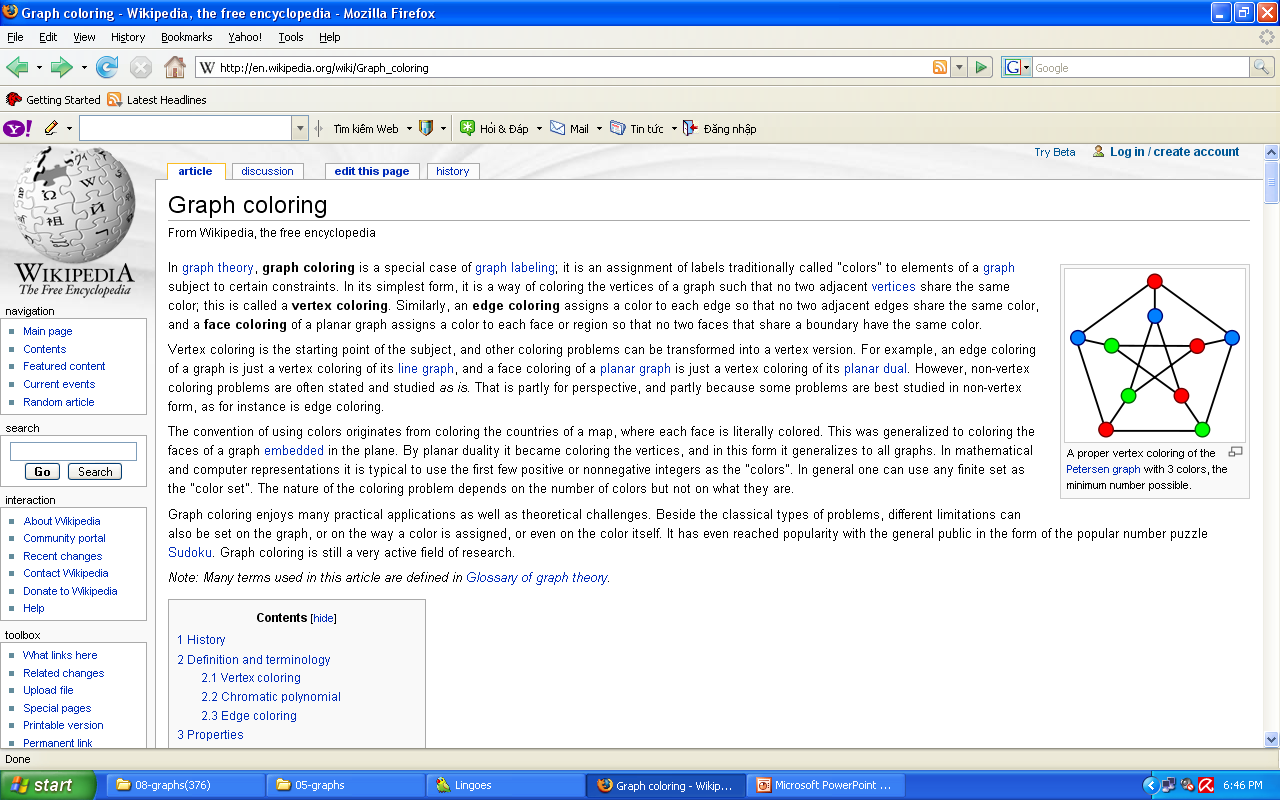 Graph coloring - Wikipedia, the free encyclopedia - Mozilla Firefox
File Edit View History Bookmarks Yahoo! Tools Help
W http://en.wikipedia.org/wiki/Graph_coloring G Google
Getting Started Latest Headlines
Y! Tìm kiếm Web Hỏi & Đáp Mail Tin tức Đăng nhập
Try Beta Log in / create account
article discussion edit this page history
Graph coloring
From Wikipedia, the free encyclopedia
In graph theory, graph coloring is a special case of graph labeling; it is an assignment of labels traditionally called "colors" to elements of a graph
subject to certain constraints. In its simplest form, it is a way of coloring the vertices of a graph such that no two adjacent vertices share the same
color; this is called a vertex coloring. Similarly, an edge coloring assigns a color to each edge so that no two adjacent edges share the same color,
and a face coloring of a planar graph assigns a color to each face or region so that no two faces that share a boundary have the same color.
Vertex coloring is the starting point of the subject, and other coloring problems can be transformed into a vertex version. For example, an edge coloring
of a graph is just a vertex coloring of its line graph, and a face coloring of a planar graph is just a vertex coloring of its planar dual. However, non-vertex
coloring problems are often stated and studied as is. That is partly for perspective, and partly because some problems are best studied in non-vertex
form, as for instance is edge coloring.
The convention of using colors originates from coloring the countries of a map, where each face is literally colored. This was generalized to coloring the
faces of a graph embedded in the plane. By planar duality it became coloring the vertices, and in this form it generalizes to all graphs. In mathematical
and computer representations it is typical to use the first few positive or nonnegative integers as the "colors". In general one can use any finite set as
the "color set". The nature of the coloring problem depends on the number of colors but not on what they are.
Graph coloring enjoys many practical applications as well as theoretical challenges. Beside the classical types of problems, different limitations can
also be set on the graph, or on the way a color is assigned, or even on the color itself. It has even reached popularity with the general public in the form of the popular number puzzle
Sudoku. Graph coloring is still a very active field of research.
Note: Many terms used in this article are defined in Glossary of graph theory.
A proper vertex coloring of the
Petersen graph with 3 colors, the
minimum number possible.
Contents [hide]
1 History
2 Definition and terminology
2.1 Vertex coloring
2.2 Chromatic polynomial
2.3 Edge coloring
3 Properties
Ω W И 祖
WIKIPEDIA
The Free Encyclopedia
navigation
Main page
Contents
Featured content
Current events
Random article
search
Go Search
interaction
About Wikipedia
Community portal
Recent changes
Contact Wikipedia
Donate to Wikipedia
Help
toolbox
What links here
Related changes
Upload file
Special pages
Printable version
Permanent link
Done
start 08-graphs(376) 05-graphs Lingoes Graph coloring - Wikip... Microsoft PowerPoint ... 6:46 PM